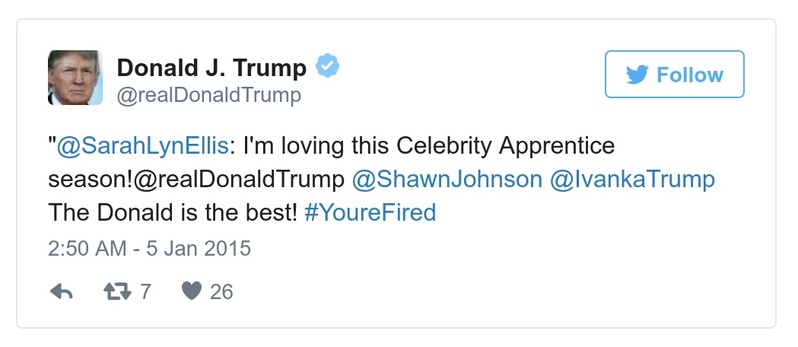 Donald J. Trump
@realDonaldTrump
Follow
"@SarahLynEllis: I'm loving this Celebrity Apprentice
season!@realDonaldTrump @ShawnJohnson @IvankaTrump
The Donald is the best! #YoureFired
2:50 AM - 5 Jan 2015
7 26